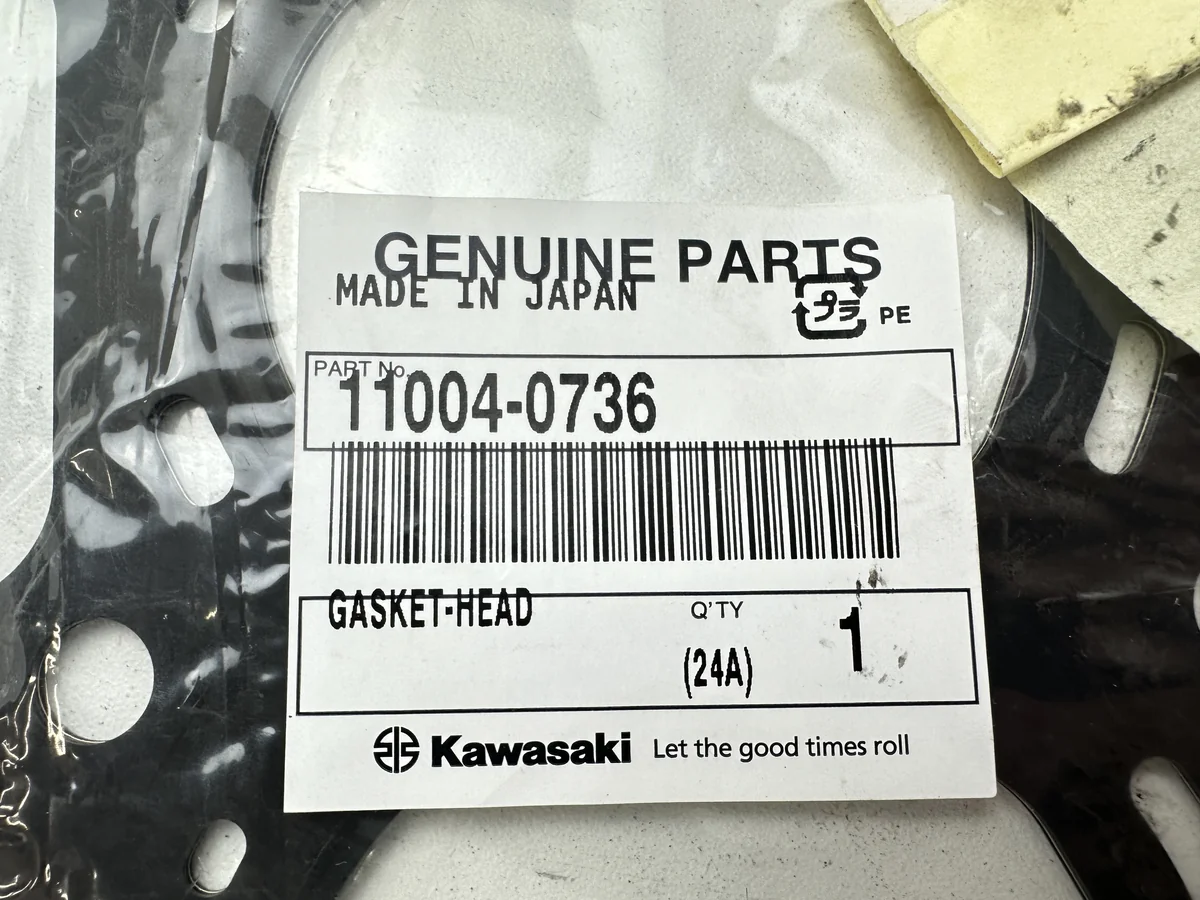 GENUINE PARTS
MADE IN JAPAN
プラ PE
PART No.
11004-0736
GASKET-HEAD Q'TY 1
(24A)
Kawasaki Let the good times roll